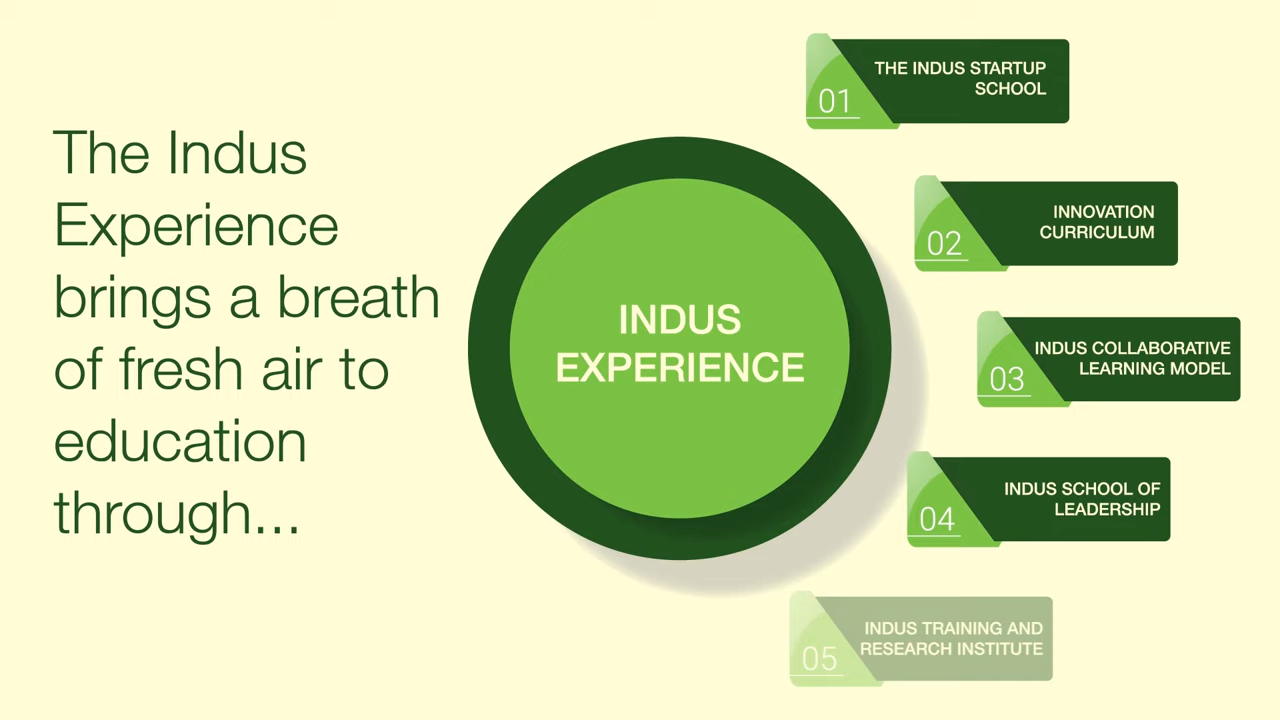 The Indus
Experience
brings a breath
of fresh air to
education
through...
INDUS
EXPERIENCE
01
THE INDUS STARTUP
SCHOOL
02
INNOVATION
CURRICULUM
03
INDUS COLLABORATIVE
LEARNING MODEL
04
INDUS SCHOOL OF
LEADERSHIP
05
INDUS TRAINING AND
RESEARCH INSTITUTE